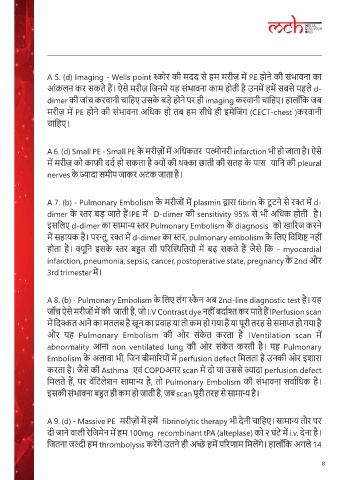 mch
A 5. (d) Imaging - Wells point स्कोर की मदद से हम मरीज़ में PE होने की संभावना का
आंकलन कर सकते हैं। ऐसे मरीज़ जिनमे यह संभावना काम होती है उनमें हमें सबसे पहले d-
dimer की जांच करवानी चाहिए उसके बड़े होने पर ही imaging करवानी चाहिए। हालाँकि जब
मरीज़ में PE होने की संभावना अधिक हो तब हम सीधे ही इमेजिंग (CECT-chest )करवानी
चाहिए।
A 6. (d) Small PE - Small PE के मरीज़ों में अधिकतर पल्मोनरी infarction भी हो जाता है। ऐसे
में मरीज़ को काफी दर्द हो सकता है क्यों की धक्का छाती की सतह के पास यानि की pleural
nerves के ज्यादा समीप जाकर अटक जाता है।
A 7. (b) - Pulmonary Embolism के मरीजों में plasmin द्वारा fibrin के टूटने से रक्त में d-
dimer के स्तर बड़ जाते हैं।PE में D-dimer की sensitivity 95% से भी अधिक होती है।
इसलिए d-dimer का सामान्य स्तर Pulmonary Embolism के diagnosis को खारिज करने
में सहायक है। परन्तु, रक्त में d-dimer का स्तर, pulmonary embolism के लिए विशिष्ट नहीं
होता है। क्यूनि इसके स्तर बहुत सी परिस्तिथियों में बढ़ सकते हैं जैसे कि - myocardial
infarction, pneumonia, sepsis, cancer, postoperative state, pregnancy के 2nd और
3rd trimester में।
A 8. (b) - Pulmonary Embolism के लिए लंग स्कैन अब 2nd-line diagnostic test है। यह
जाँच ऐसे मरीजों में की जाती है, जो I.V Contrast dye नहीं बर्दाश्त कर पाते हैं।Perfusion scan
में दिक्कत आने का मतलब है खून का प्रवाह या तो कम हो गया है या पूरी तरह से समाप्त हो गया है
और यह Pulmonary Embolism की ओर संकेत करता है ।Ventilation scan में
abnormality आना non ventilated lung की ओर संकेत करती है। यह Pulmonary
Embolism के अलावा भी, जिन बीमारियों में perfusion defect मिलता है उनकी ओर इशारा
करता है। जैसे की Asthma एवं COPDअगर scan में दो या उससे ज्यादा perfusion defect
मिलते हैं, पर वेंटिलेशन सामान्य है, तो Pulmonary Embolism की संभावना सर्वाधिक है।
इसकी संभावना बहुत ही कम हो जाती है, जब scan पूरी तरह से सामान्य है।
A 9. (d) - Massive PE मरीज़ों में हमें fibrinolytic therapy भी देनी चाहिए। सामान्य तौर पर
दी जाने वाली रेजिमेन में हम 100mg recombinant tPA (alteplase) को २ घंटे में i.v. देना है।
जितना जल्दी हम thrombolysis करेंगे उतने ही अच्छे हमें परिणाम मिलेंगे। हालाँकि अगले 14
8